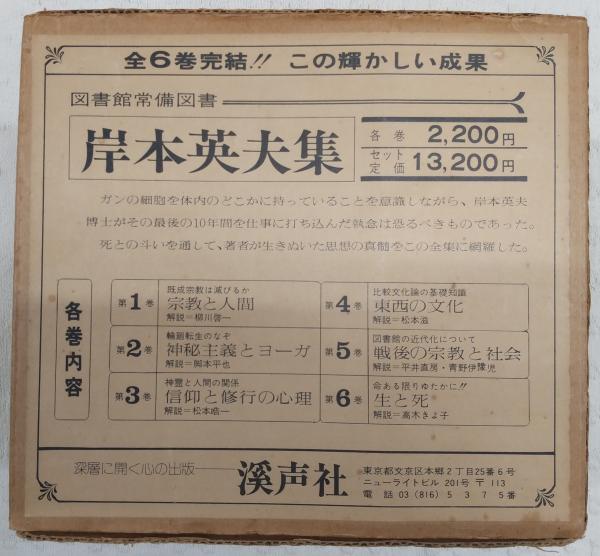 全6巻完結!! この輝かしい成果
図書館常備図書
岸本英夫集
各巻 2,200円
セット定価 13,200円
ガンの細胞を体内のどこかに持っていることを意識しながら、岸本英夫
博士がその最後の10年間を仕事に打ち込んだ執念は恐るべきものであった。
死との斗いを通して、著者が生きぬいた思想の真髄をこの全集に網羅した。
各巻内容
第1巻
既成宗教は滅びるか
宗教と人間
解説=柳川啓一
第2巻
輪廻転生のなぞ
神秘主義とヨーガ
解説=脚本平也
第3巻
神霊と人間の関係
信仰と修行の心理
解説=松本皓一
第4巻
比較文化論の基礎知識
東西の文化
解説=松本滋
第5巻
図書館の近代化について
戦後の宗教と社会
解説=平井直房・青野伊豫児
第6巻
命ある限りゆたかに!!
生と死
解説=高木きよ子
深層に開く心の出版
溪声社
東京都文京区本郷2丁目25番6号
ニューライトビル 201号 〒113
電話 03(816)5375番